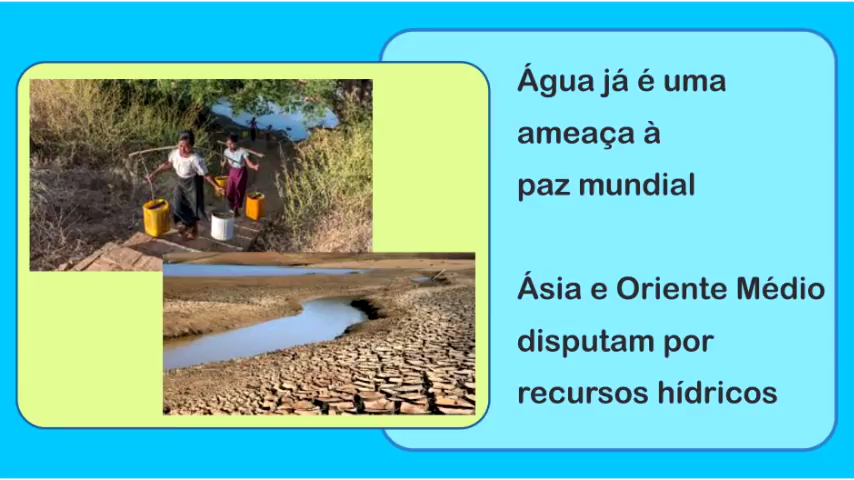 Água já é uma
ameaça à
paz mundial
Ásia e Oriente Médio
disputam por
recursos hídricos